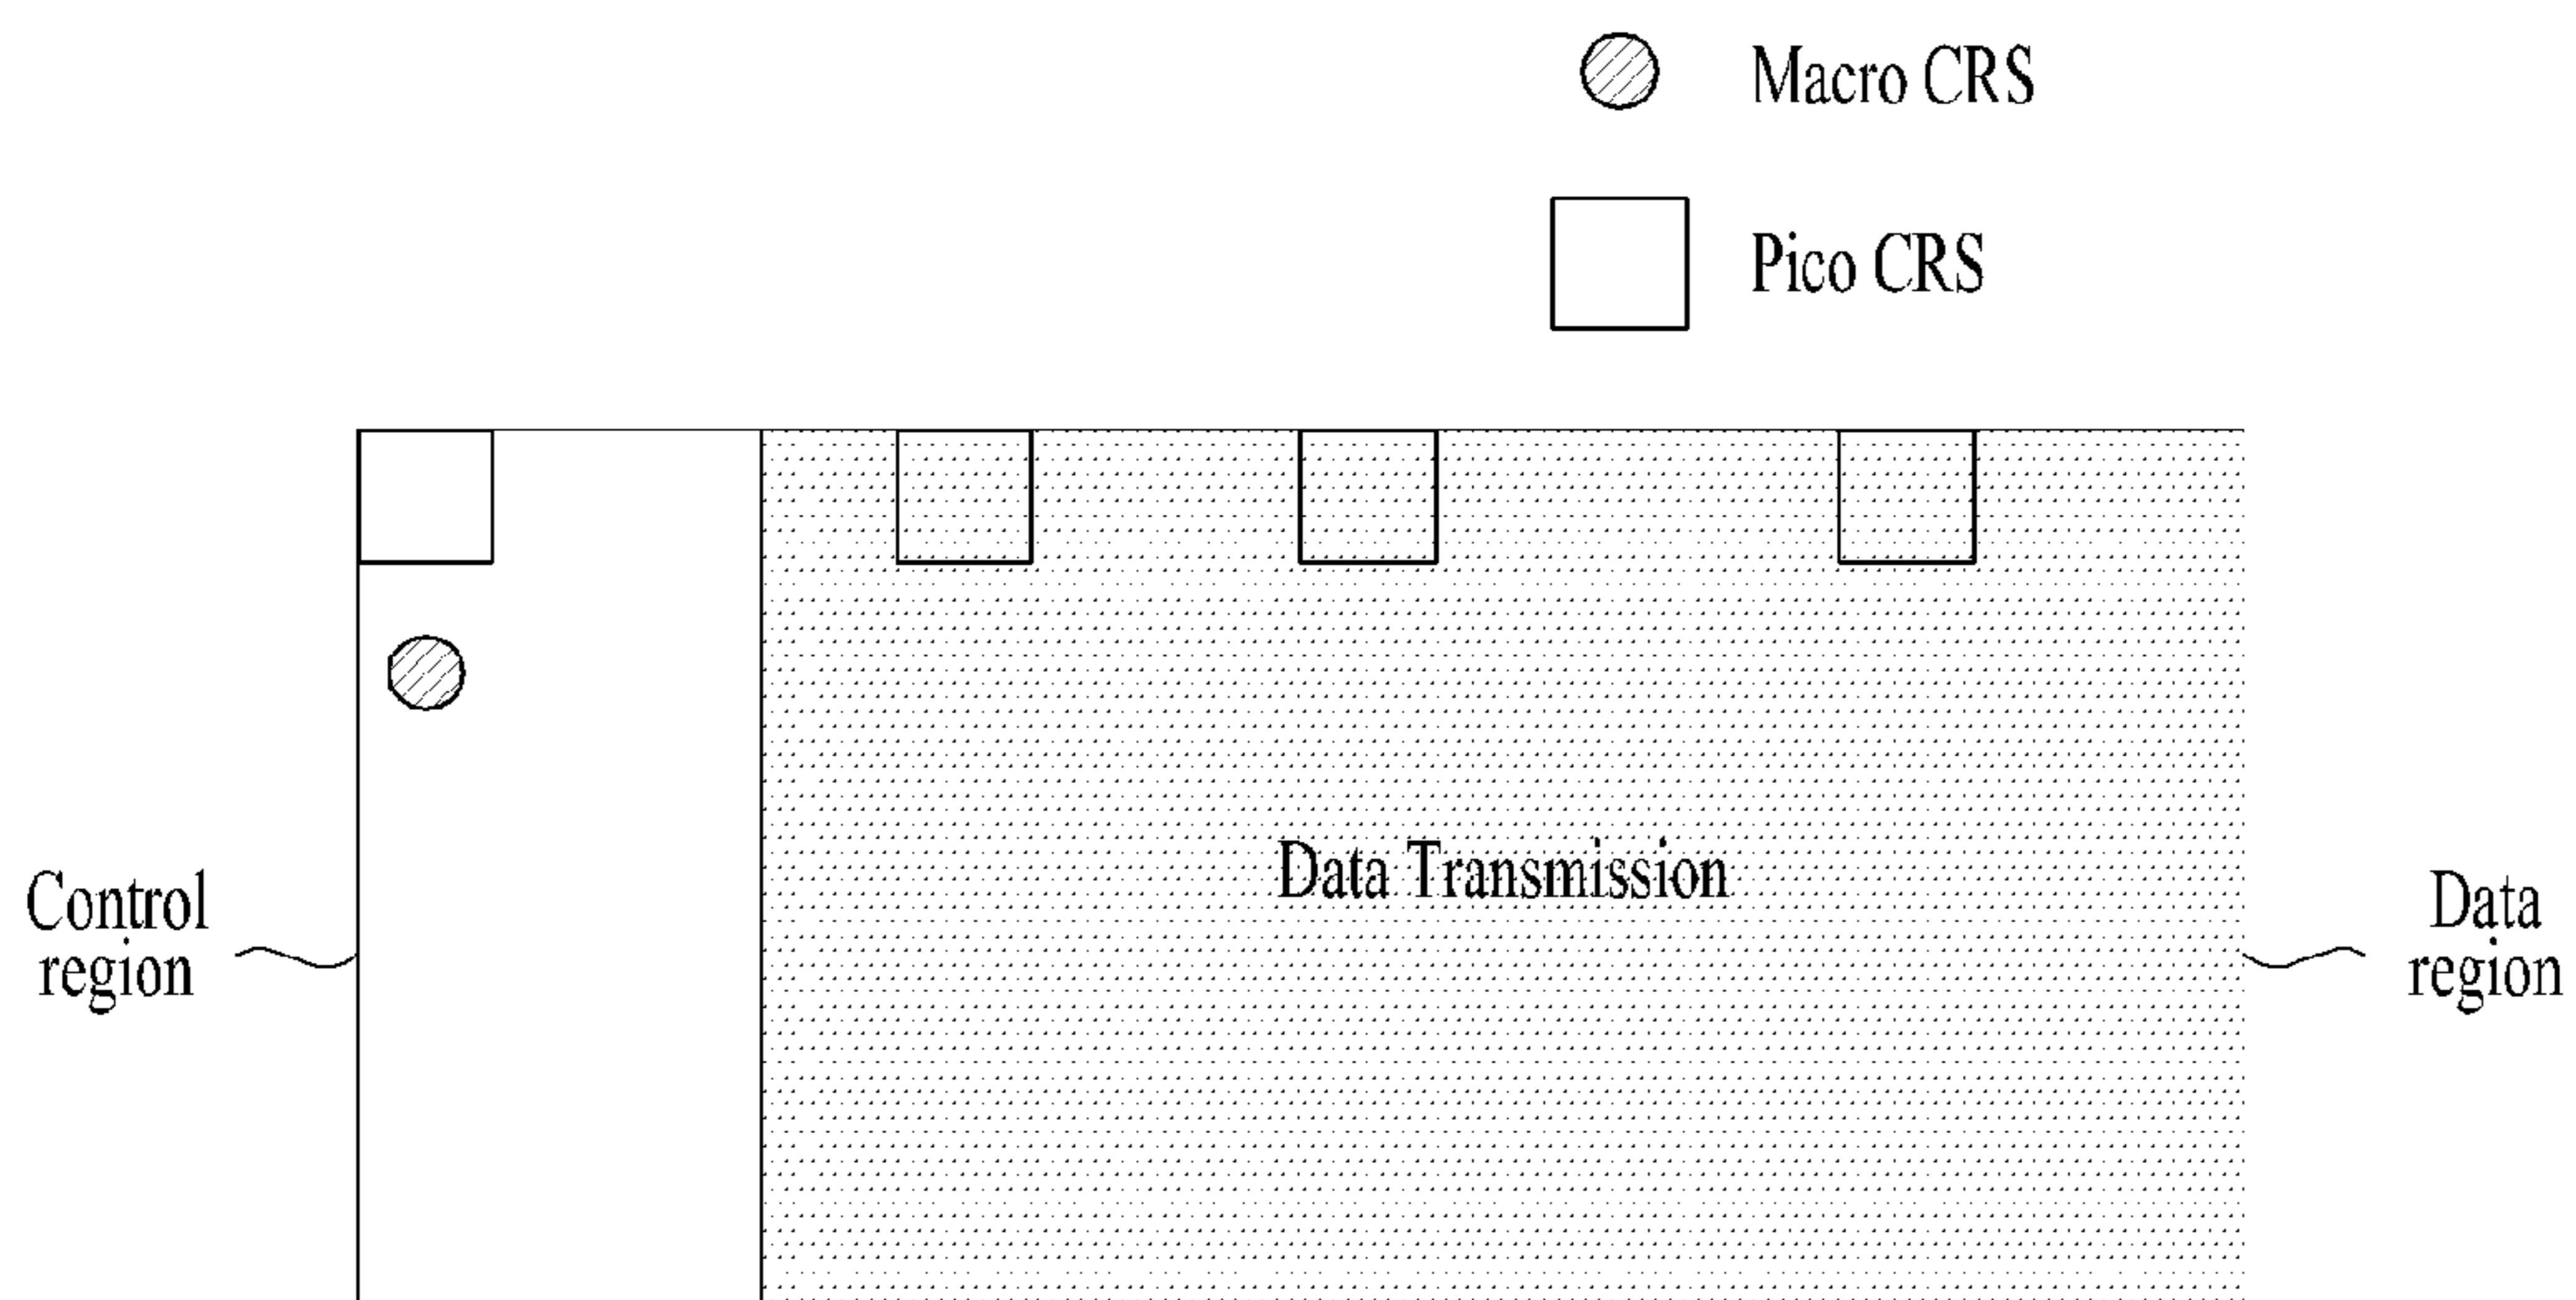 Macro CRS
Pico CRS
Data Transmission
Control
region
Data
region